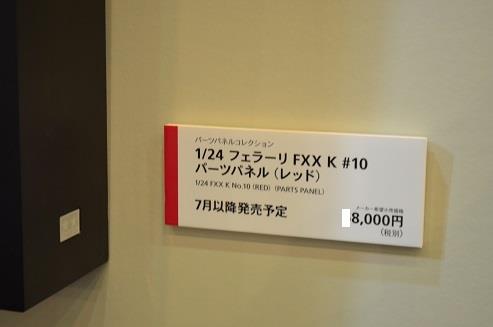 パーツパネルコレクション
1/24 フェラーリ FXX K #10
パーツパネル（レッド）
1/24 FXX K No.10 (RED) (PARTS PANEL)
7月以降発売予定
メーカー希望小売価格
8,000円
（税別）